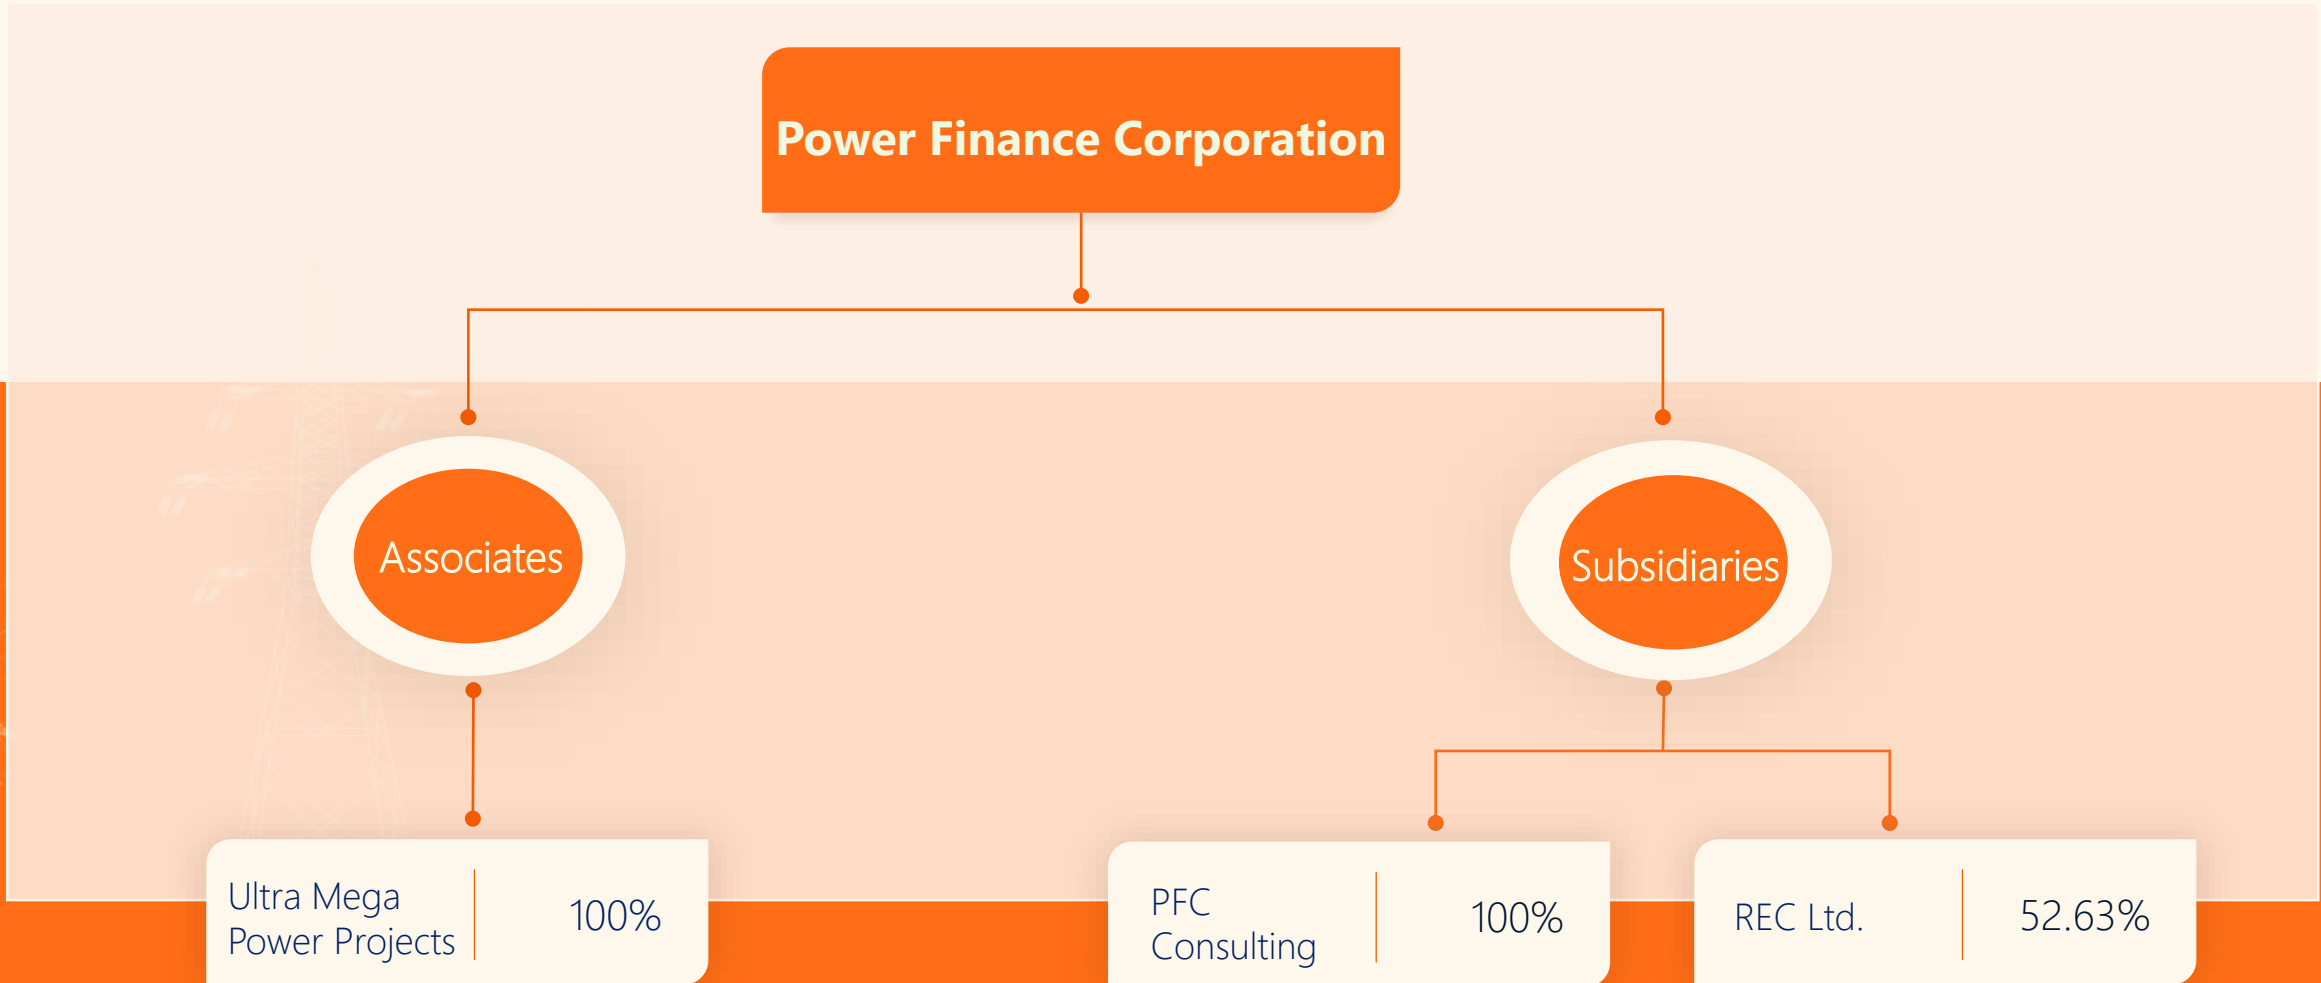 Power Finance Corporation
Associates
Subsidiaries
Ultra Mega
Power Projects
100%
PFC
Consulting
100%
REC Ltd.
52.63%